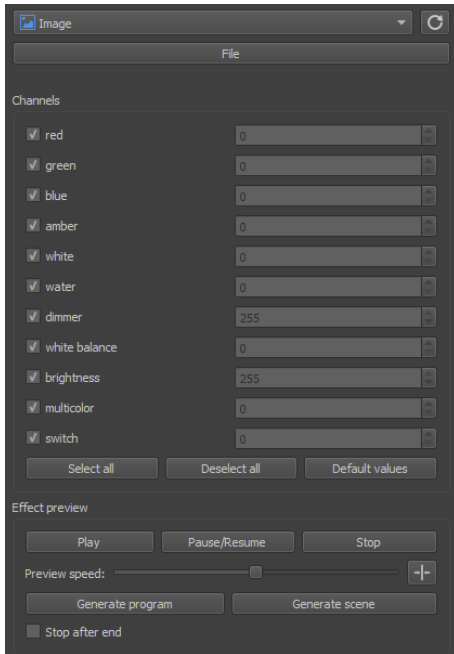 Image
File
Channels
red 0
green 0
blue 0
amber 0
white 0
water 0
dimmer 255
white balance 0
brightness 255
multicolor 0
switch 0
Select all Deselect all Default values
Effect preview
Play Pause/Resume Stop
Preview speed:
Generate program Generate scene
Stop after end